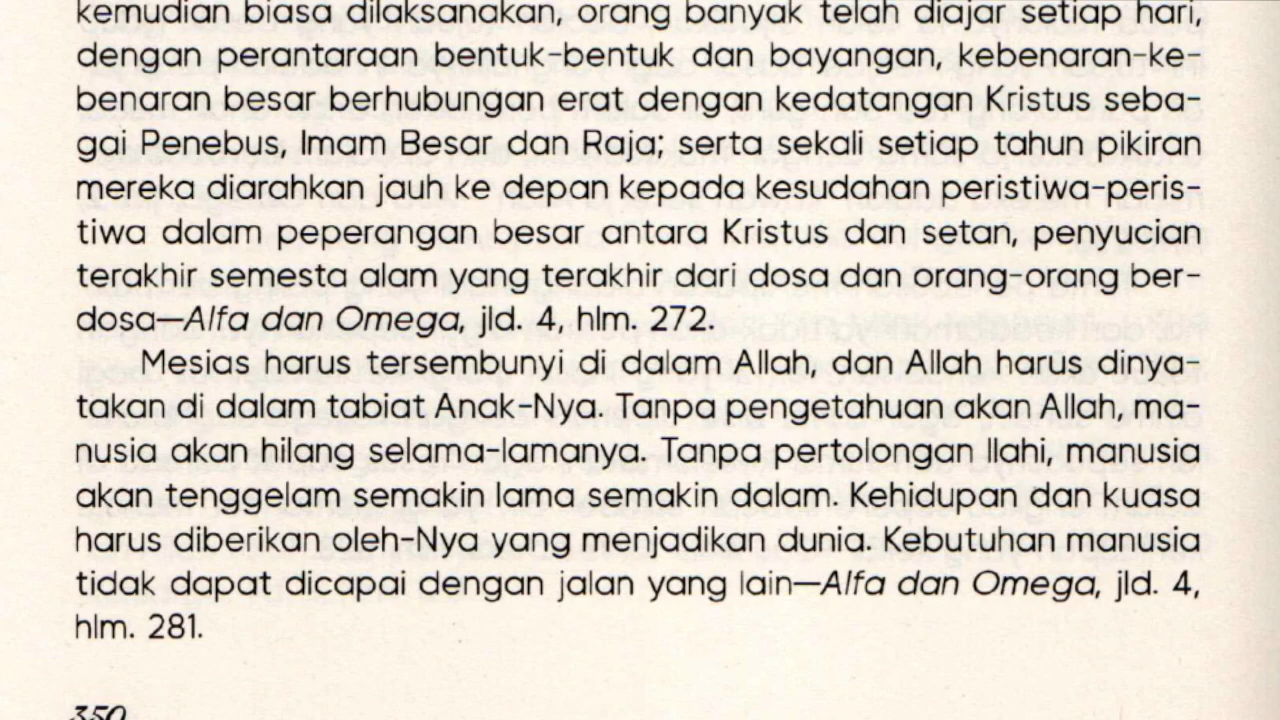 kemudian biasa dilaksanakan, orang banyak telah diajar setiap hari,
dengan perantaraan bentuk-bentuk dan bayangan, kebenaran-ke-
benaran besar berhubungan erat dengan kedatangan Kristus seba-
gai Penebus, Imam Besar dan Raja; serta sekali setiap tahun pikiran
mereka diarahkan jauh ke depan kepada kesudahan peristiwa-peris-
tiwa dalam peperangan besar antara Kristus dan setan, penyucian
terakhir semesta alam yang terakhir dari dosa dan orang-orang ber-
dosa—Alfa dan Omega, jld. 4, hlm. 272.
Mesias harus tersembunyi di dalam Allah, dan Allah harus dinya-
takan di dalam tabiat Anak-Nya. Tanpa pengetahuan akan Allah, ma-
nusia akan hilang selama-lamanya. Tanpa pertolongan Ilahi, manusia
akan tenggelam semakin lama semakin dalam. Kehidupan dan kuasa
harus diberikan oleh-Nya yang menjadikan dunia. Kebutuhan manusia
tidak dapat dicapai dengan jalan yang lain—Alfa dan Omega, jld. 4,
hlm. 281.
350